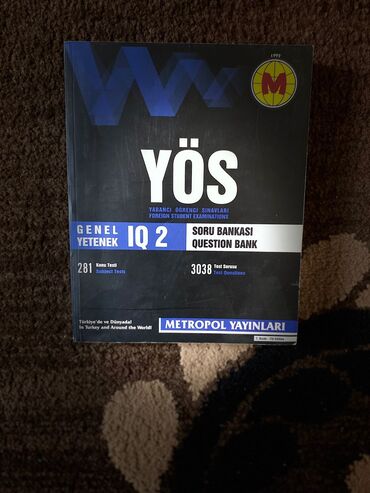 1999
M
YÖS
YABANCI ÖĞRENCİ SINAVLARI
FOREIGN STUDENT EXAMINATIONS
GENEL YETENEK
IQ 2
SORU BANKASI
QUESTION BANK
281 Konu Testi
Subject Tests
3038 Test Sorusu
Test Questions
Türkiye'de ve Dünyada!
In Turkey and Around the World!
METROPOL YAYINLARI